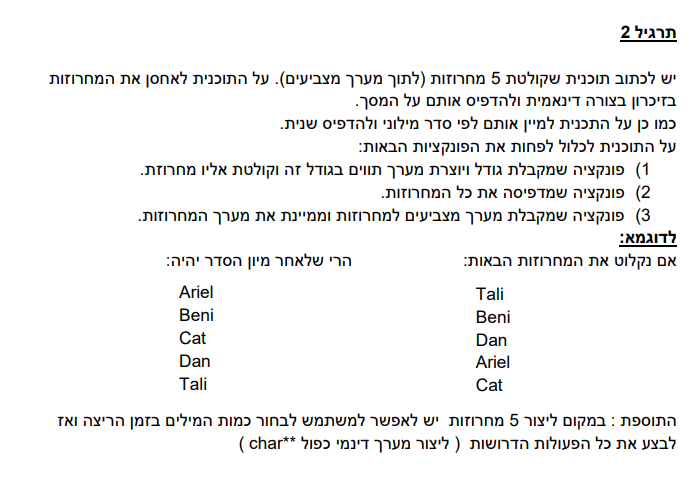 תרגיל 2
יש לכתוב תוכנית שקולטת 5 מחרוזות (לתוך מערך מצביעים). על התוכנית לאחסן את המחרוזות
בזיכרון בצורה דינאמית ולהדפיס אותם על המסך.
כמו כן על התכנית למיין אותם לפי סדר מילוני ולהדפיס שנית.
על התוכנית לכלול לפחות את הפונקציות הבאות:
1) פונקציה שמקבלת גודל ויוצרת מערך תווים בגודל זה וקולטת אליו מחרוזת.
2) פונקציה שמדפיסה את כל המחרוזות.
3) פונקציה שמקבלת מערך מצביעים למחרוזות וממיינת את מערך המחרוזות.
לדוגמא:
אם נקלוט את המחרוזות הבאות: הרי שלאחר מיון הסדר יהיה:
Tali Ariel
Beni Beni
Dan Cat
Ariel Dan
Cat Tali
התוספת : במקום ליצור 5 מחרוזות יש לאפשר למשתמש לבחור כמות המילים בזמן הריצה ואז
לבצע את כל הפעולות הדרושות ( ליצור מערך דינמי כפול char** )